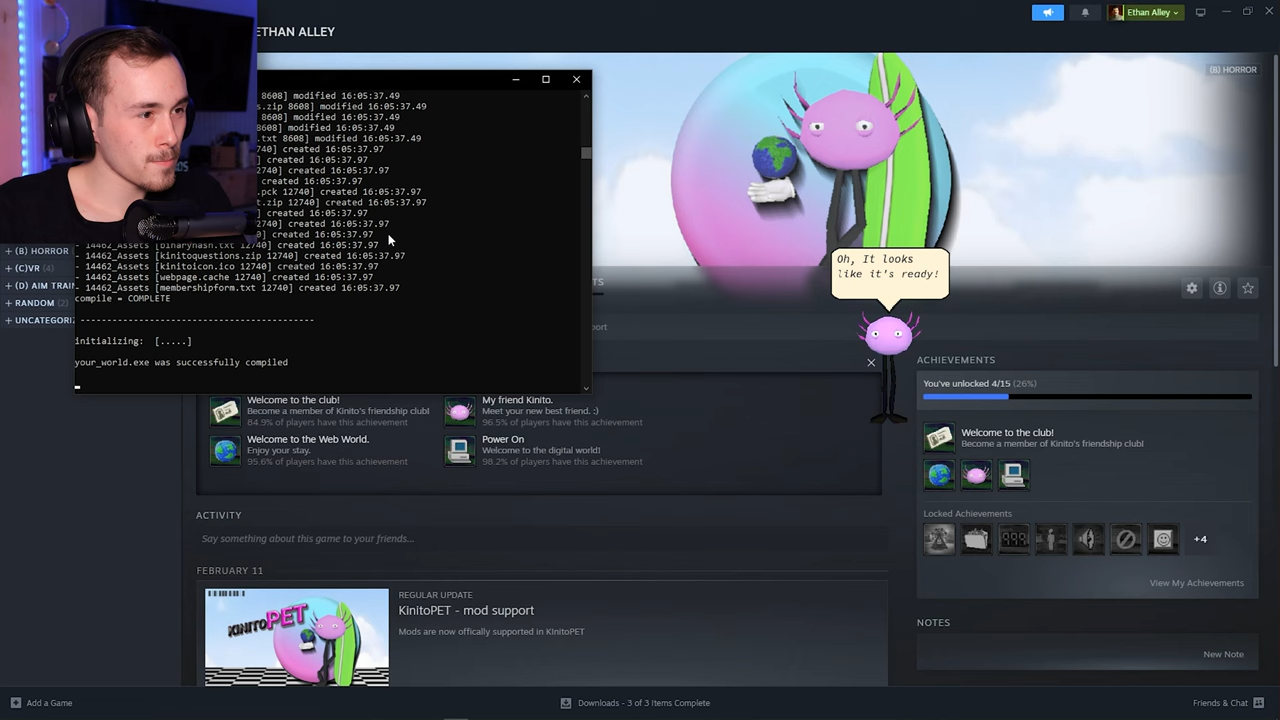 ETHAN ALLEY
Ethan Alley
(B) HORROR
8608] modified 16:05:37.49
s.zip 8608] modified 16:05:37.49
8608] modified 16:05:37.49
8608] modified 16:05:37.49
.txt 8608] modified 16:05:37.49
740] created 16:05:37.97
740] created 16:05:37.97
] created 16:05:37.97
] created 16:05:37.97
.pck 12740] created 16:05:37.97
t.zip 12740] created 16:05:37.97
740] created 16:05:37.97
2740] created 16:05:37.97
740] created 16:05:37.97
- 14462_Assets [binaryhash.txt 12740] created 16:05:37.97
- 14462_Assets [kinitoquestions.zip 12740] created 16:05:37.97
- 14462_Assets [kinitoicon.ico 12740] created 16:05:37.97
- 14462_Assets [webpage.cache 12740] created 16:05:37.97
- 14462_Assets [membershipform.txt 12740] created 16:05:37.97
compile = COMPLETE
--------------------------------------------
initializing: [.....]
your_world.exe was successfully compiled
+ (B) HORROR
+ (C)VR (4)
+ (D) AIM TRAI
+ RANDOM (2)
+ UNCATEGORI
Oh, It looks
like it's ready!
TS
port
Welcome to the club!
Become a member of Kinito's friendship club!
84.9% of players have this achievement
My friend Kinito.
Meet your new best friend. :)
96.5% of players have this achievement
Welcome to the Web World.
Enjoy your stay.
95.6% of players have this achievement
Power On
Welcome to the digital world!
98.2% of players have this achievement
ACHIEVEMENTS
You've unlocked 4/15 (26%)
Welcome to the club!
Become a member of Kinito's friendship club!
Locked Achievements
999
+4
View My Achievements
ACTIVITY
Say something about this game to your friends...
FEBRUARY 11
KINITOPET
REGULAR UPDATE
KinitoPET - mod support
Mods are now offically supported in KinitoPET
NOTES
New Note
Add a Game
Downloads - 3 of 3 Items Complete
Friends & Chat